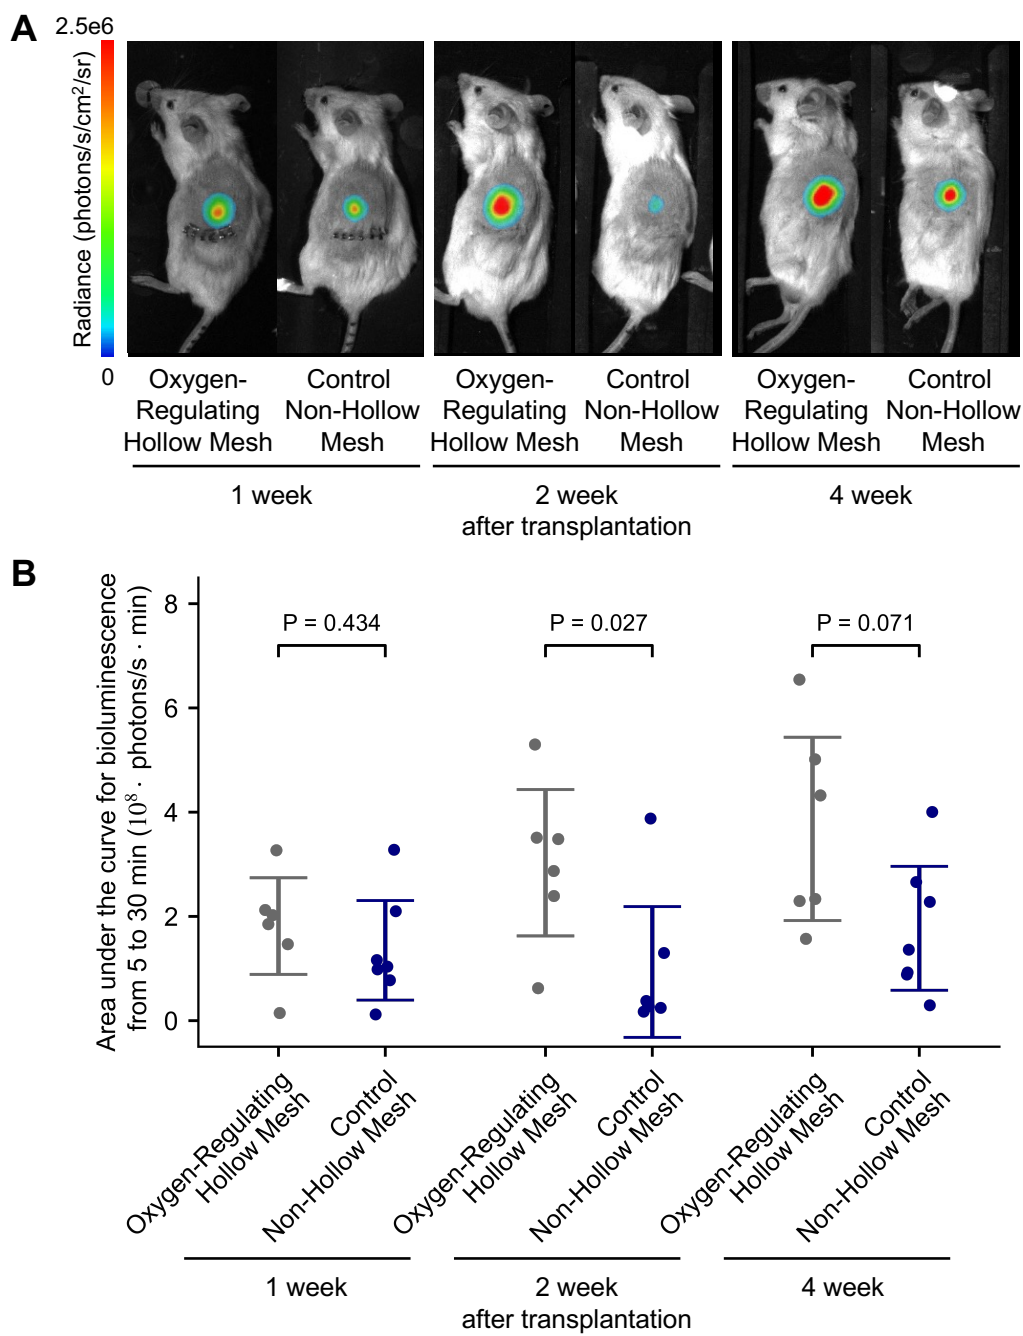 A
2.5e6
Radiance (photons/s/cm²/sr)
0
Oxygen-
Regulating
Hollow Mesh
Control
Non-Hollow
Mesh
Oxygen-
Regulating
Hollow Mesh
Control
Non-Hollow
Mesh
Oxygen-
Regulating
Hollow Mesh
Control
Non-Hollow
Mesh
1 week
2 week
4 week
after transplantation
B
Area under the curve for bioluminescence
from 5 to 30 min (10⁸ · photons/s · min)
8
6
4
2
0
P = 0.434
P = 0.027
P = 0.071
Oxygen-Regulating
Hollow Mesh
Control
Non-Hollow Mesh
Oxygen-Regulating
Hollow Mesh
Control
Non-Hollow Mesh
Oxygen-Regulating
Hollow Mesh
Control
Non-Hollow Mesh
1 week
2 week
4 week
after transplantation